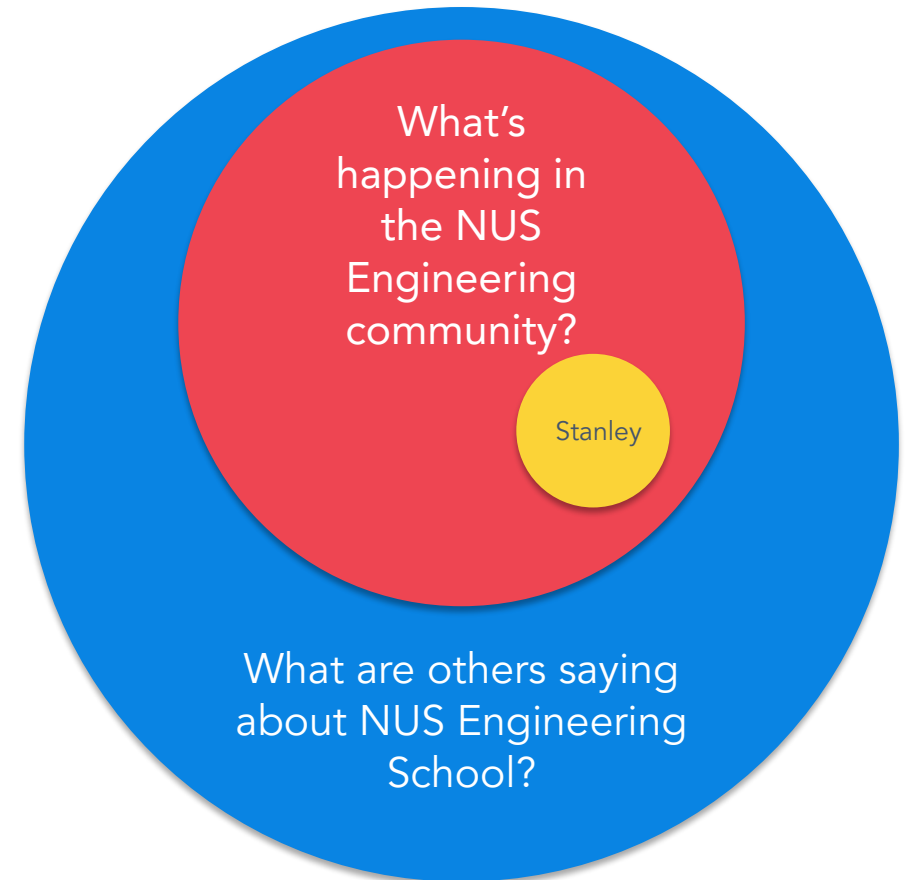 What’s
happening in
the NUS
Engineering
community?
Stanley
What are others saying
about NUS Engineering
School?